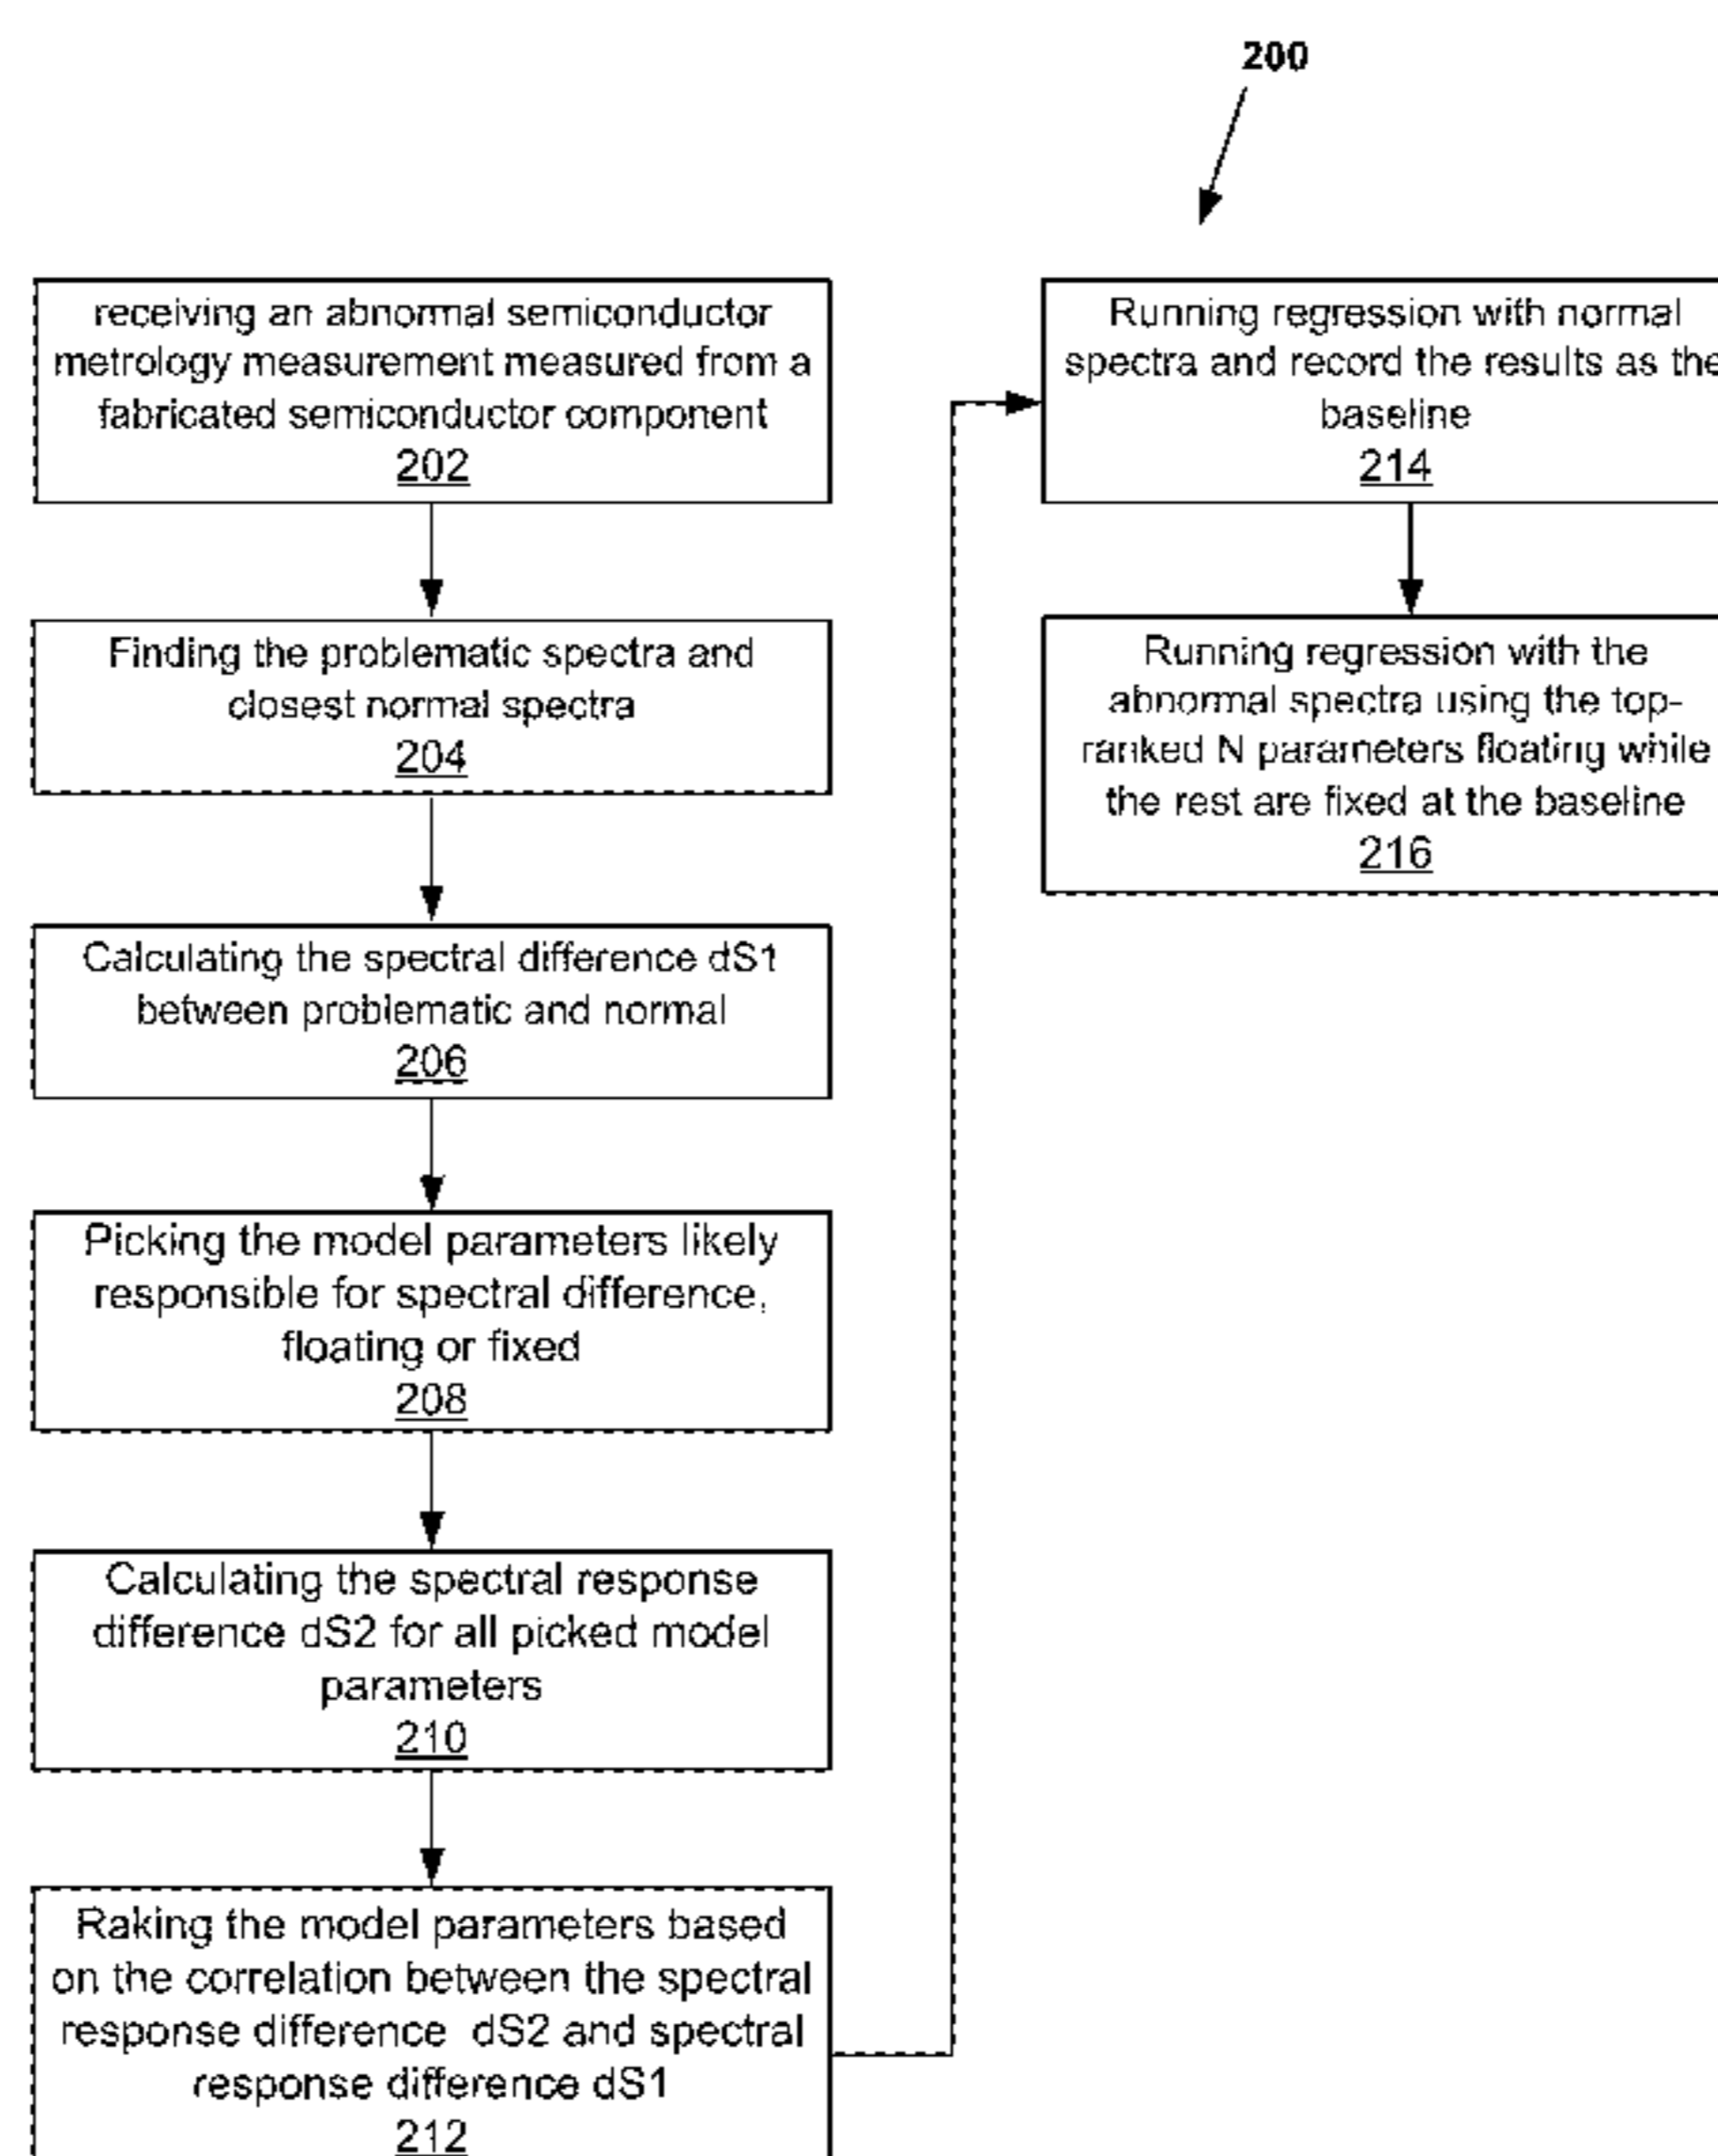 200
receiving an abnormal semiconductor
metrology measurement measured from a
fabricated semiconductor component
202
Finding the problematic spectra and
closest normal spectra
204
Calculating the spectral difference dS1
between problematic and normal
206
Picking the model parameters likely
responsible for spectral difference,
floating or fixed
208
Calculating the spectral response
difference dS2 for all picked model
parameters
210
Raking the model parameters based
on the correlation between the spectral
response difference dS2 and spectral
response difference dS1
212
Running regression with normal
spectra and record the results as the
baseline
214
Running regression with the
abnormal spectra using the top-
ranked N parameters floating while
the rest are fixed at the baseline
216